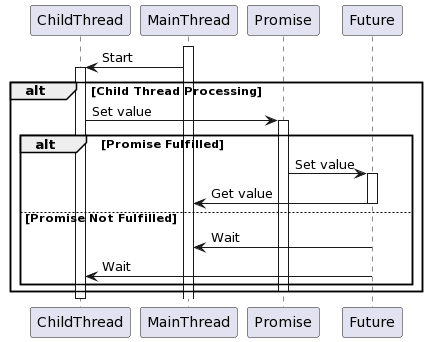 ChildThread MainThread Promise Future
Start
alt [Child Thread Processing]
Set value
alt [Promise Fulfilled]
Set value
Get value
[Promise Not Fulfilled]
Wait
Wait
ChildThread MainThread Promise Future